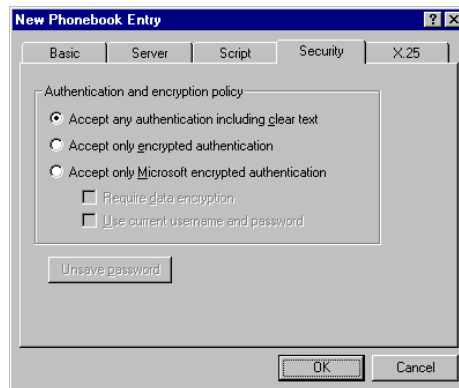 New Phonebook Entry
Basic Server Script Security X.25
Authentication and encryption policy
Accept any authentication including clear text
Accept only encrypted authentication
Accept only Microsoft encrypted authentication
Require data encryption
Use current username and password
Unsave password
OK Cancel